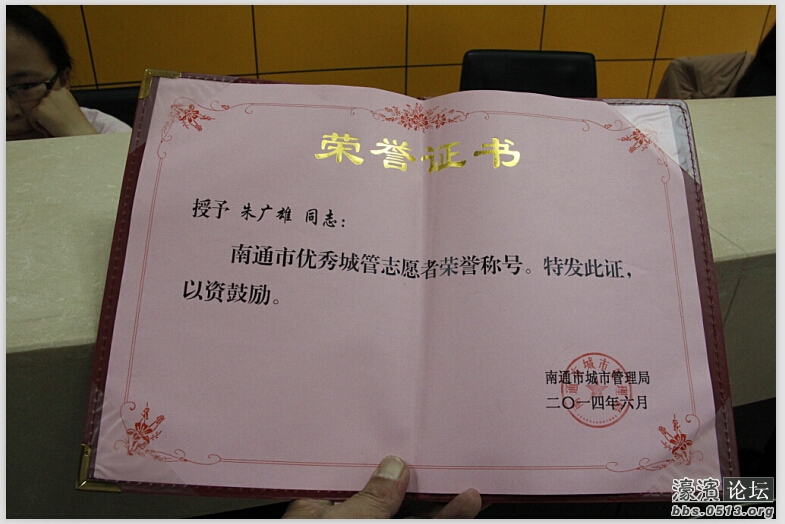 荣誉证书
授予 朱广雄 同志：
南通市优秀城管志愿者荣誉称号。特发此证，
以资鼓励。
南通市城市管理局
二〇一四年六月
濠滨论坛
bbs.0513.org